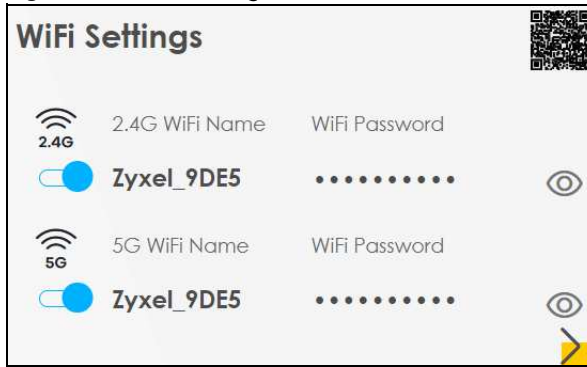 WiFi Settings
2.4G
2.4G WiFi Name WiFi Password
Zyxel_9DE5 ••••••••••
5G
5G WiFi Name WiFi Password
Zyxel_9DE5 ••••••••••